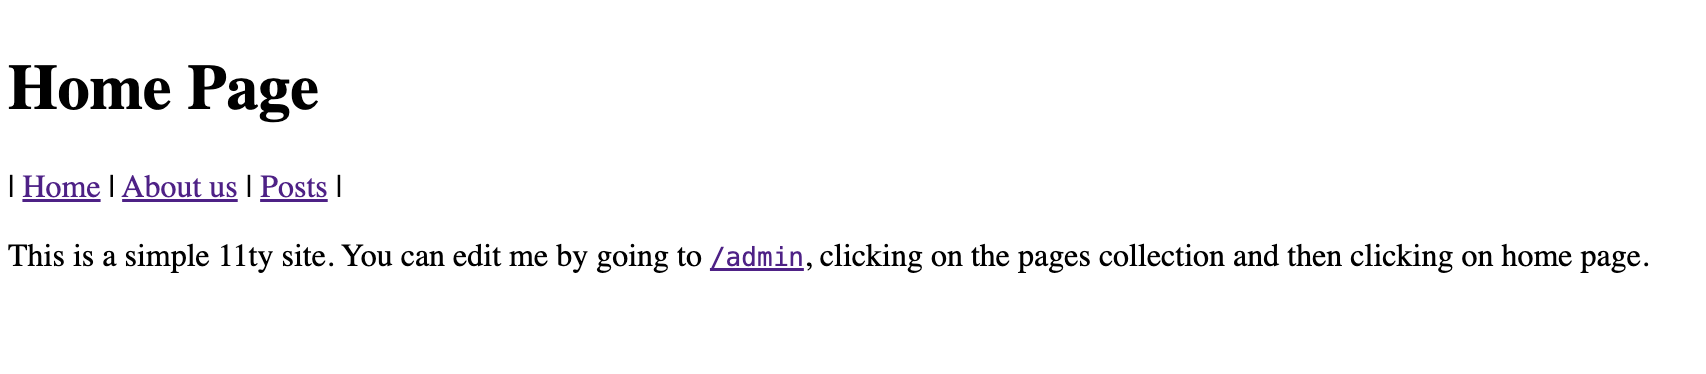 Home Page
| Home | About us | Posts |
This is a simple 11ty site. You can edit me by going to /admin, clicking on the pages collection and then clicking on home page.